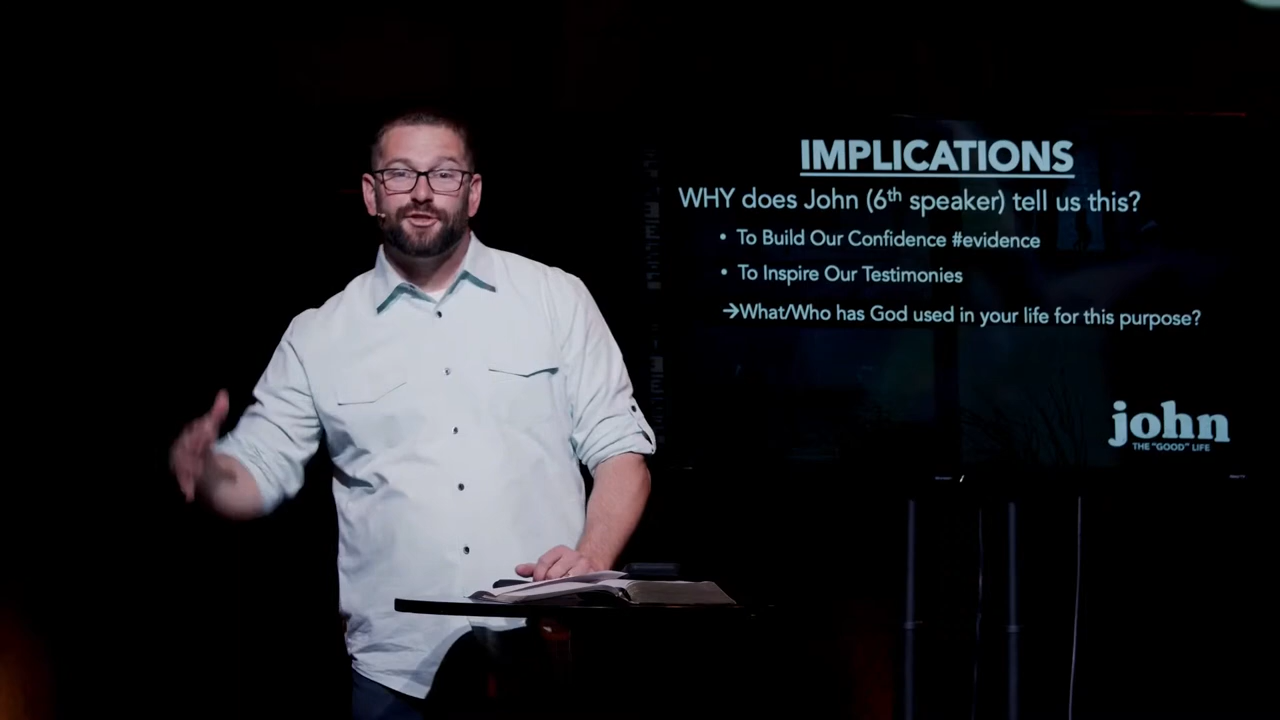 IMPLICATIONS
WHY does John (6th speaker) tell us this?
• To Build Our Confidence #evidence
• To Inspire Our Testimonies
→What/Who has God used in your life for this purpose?
john
THE "GOOD" LIFE